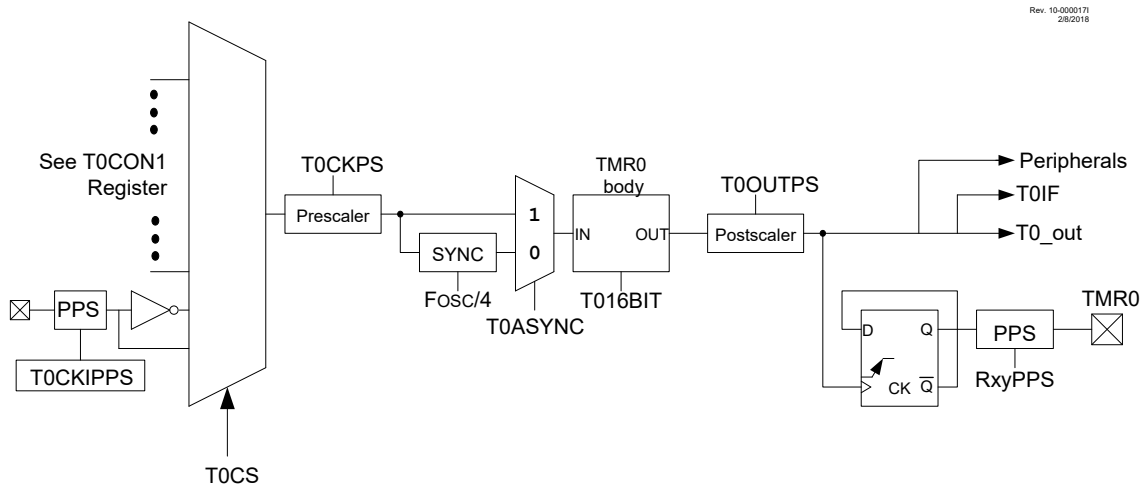 Rev. 10-000017I
2/8/2018
See T0CON1
Register
PPS
T0CKIPPS
T0CS
T0CKPS
Prescaler
SYNC
FOSC/4
1
0
T0ASYNC
TMR0
body
IN
OUT
T016BIT
T0OUTPS
Postscaler
Peripherals
T0IF
T0_out
D
Q
CK
Q
PPS
RxyPPS
TMR0